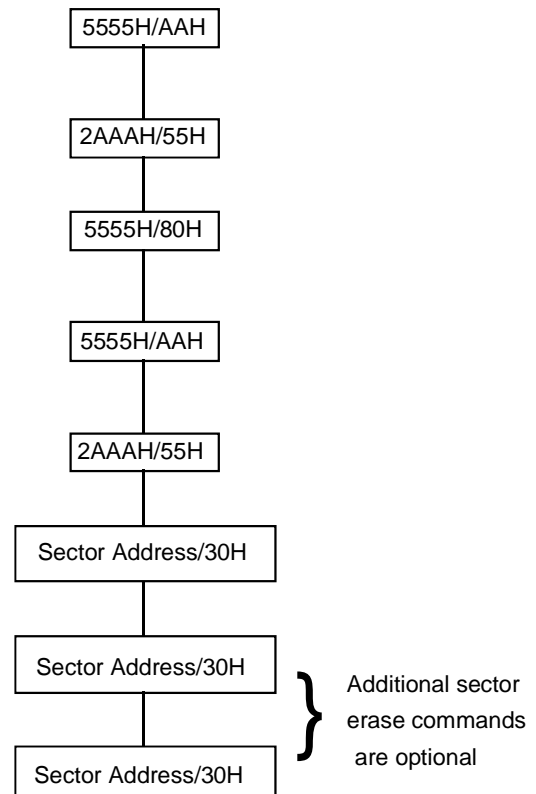 5555H/AAH
2AAAH/55H
5555H/80H
5555H/AAH
2AAAH/55H
Sector Address/30H
Sector Address/30H
Additional sector
erase commands
are optional
Sector Address/30H